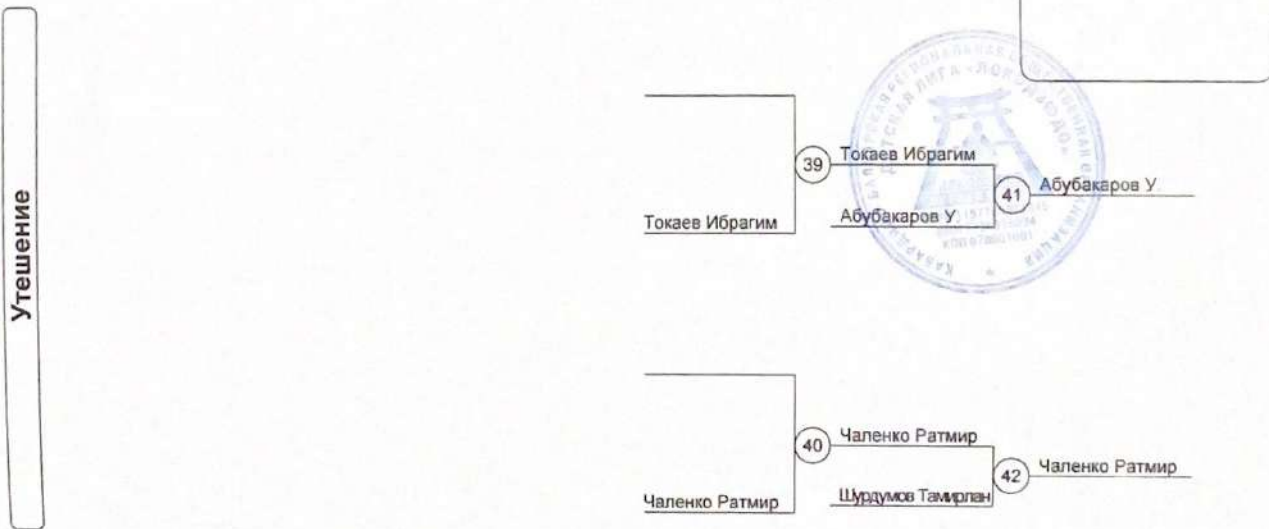 Утешение
39
Токаев Ибрагим
41
Абубакаров У
Токаев Ибрагим
Абубакаров У
40
Чаленко Ратмир
42
Чаленко Ратмир
Чаленко Ратмир
Шурдумов Тамирлан